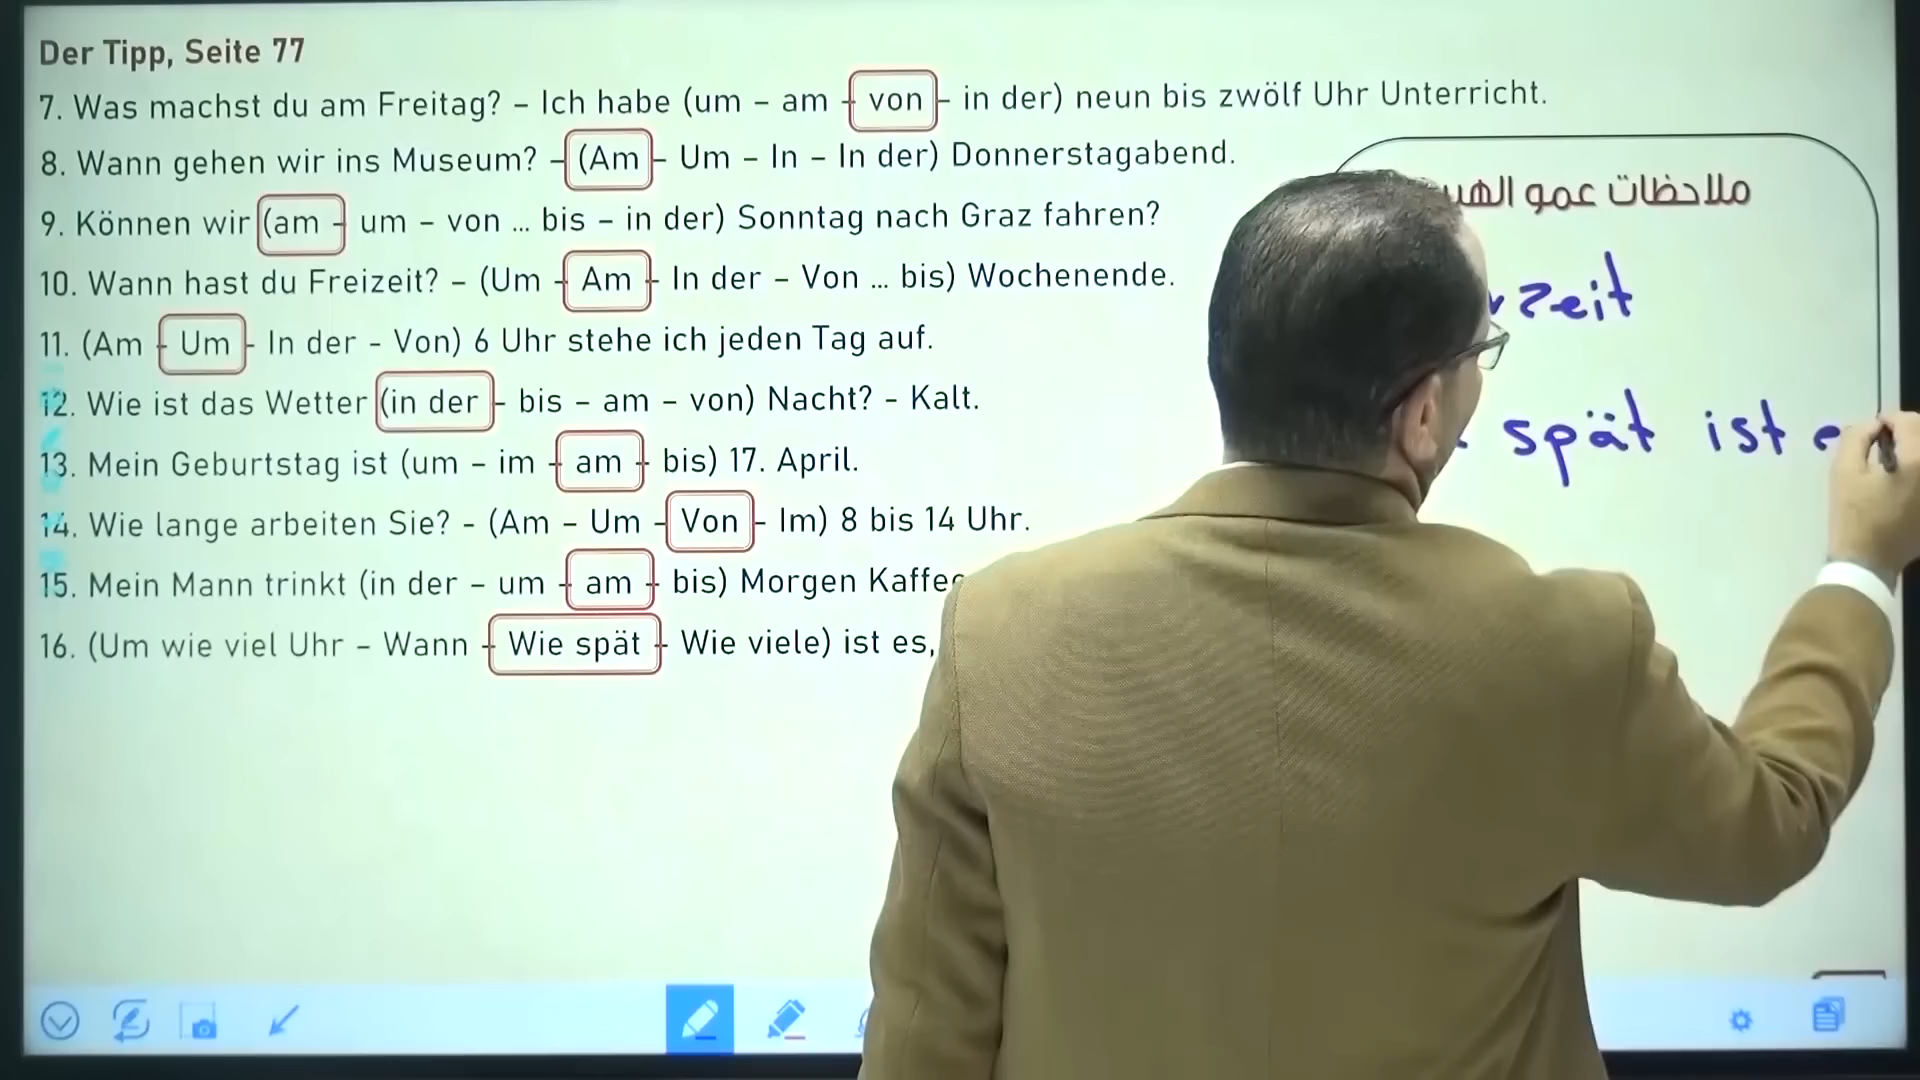 Der Tipp, Seite 77
7. Was machst du am Freitag? – Ich habe (um – am – von – in der) neun bis zwölf Uhr Unterricht.
8. Wann gehen wir ins Museum? – (Am – Um – In – In der) Donnerstagabend.
9. Können wir (am – um – von ... bis – in der) Sonntag nach Graz fahren?
10. Wann hast du Freizeit? – (Um – Am – In der – Von ... bis) Wochenende.
11. (Am – Um – In der - Von) 6 Uhr stehe ich jeden Tag auf.
12. Wie ist das Wetter (in der – bis – am – von) Nacht? - Kalt.
13. Mein Geburtstag ist (um – im – am – bis) 17. April.
14. Wie lange arbeiten Sie? - (Am – Um – Von – Im) 8 bis 14 Uhr.
15. Mein Mann trinkt (in der – um – am – bis) Morgen Kaffe
16. (Um wie viel Uhr – Wann – Wie spät – Wie viele) ist es,
ملاحظات عمو
zeit
spät ist e